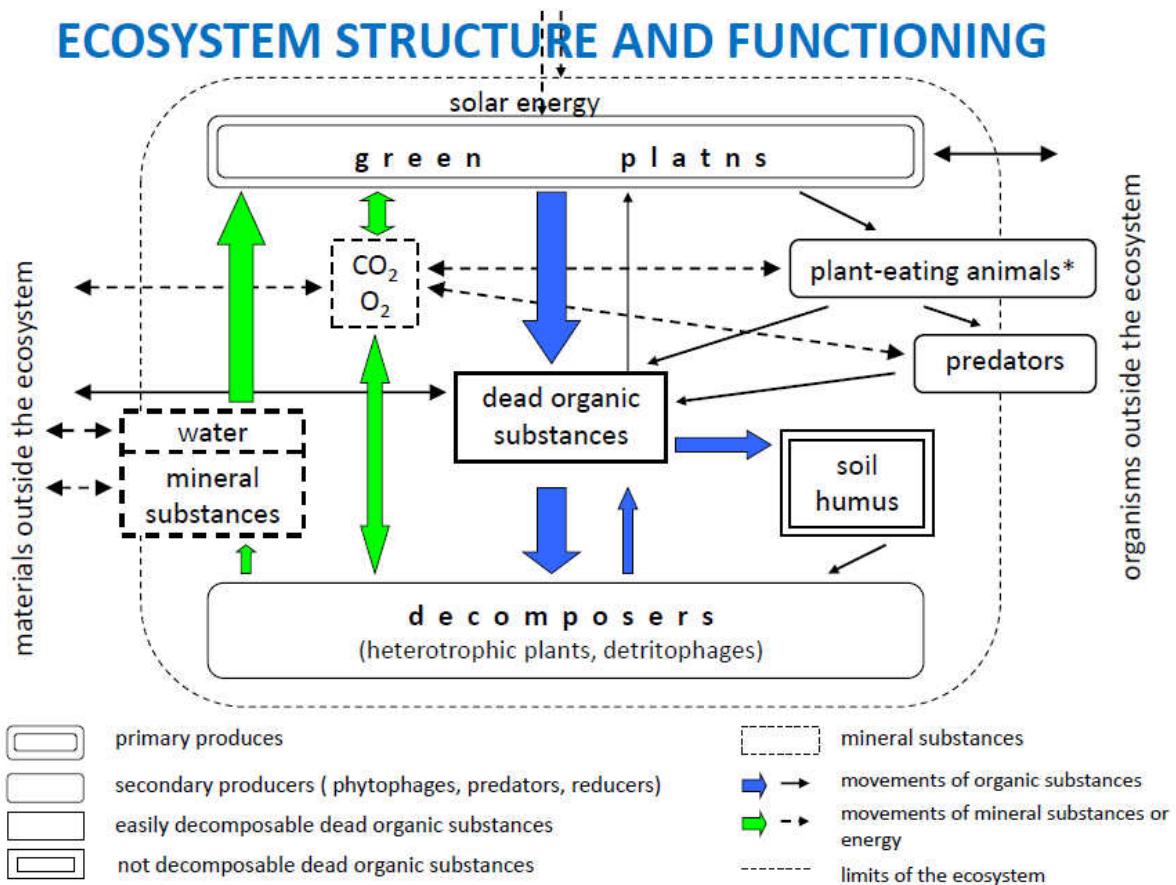 ECOSYSTEM STRUCTURE AND FUNCTIONING
solar energy
green platns
CO2
O2
plant-eating animals*
predators
dead organic
substances
water
mineral
substances
soil
humus
decomposers
(heterotrophic plants, detritophages)
materials outside the ecosystem
organisms outside the ecosystem
primary produces
secondary producers ( phytophages, predators, reducers)
easily decomposable dead organic substances
not decomposable dead organic substances
mineral substances
movements of organic substances
movements of mineral substances or
energy
limits of the ecosystem